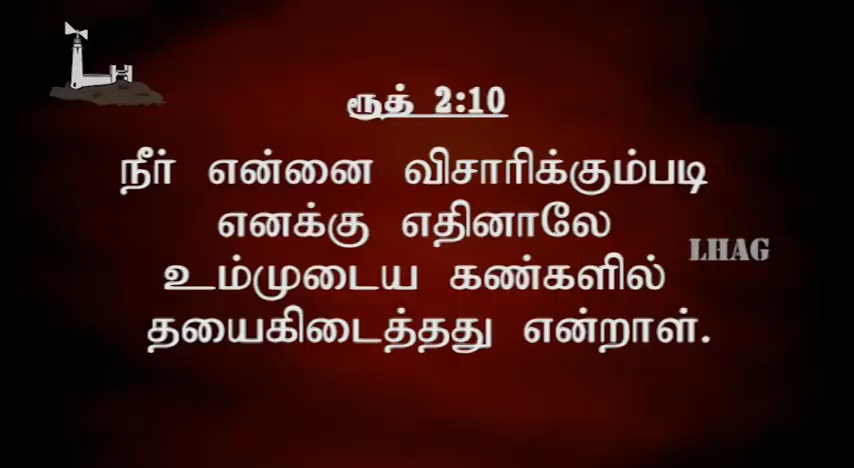 ரூத் 2:10
நீர் என்னை விசாரிக்கும்படி
எனக்கு எதினாலே
உம்முடைய கண்களில்
தயைகிடைத்தது என்றாள்.
LHAG